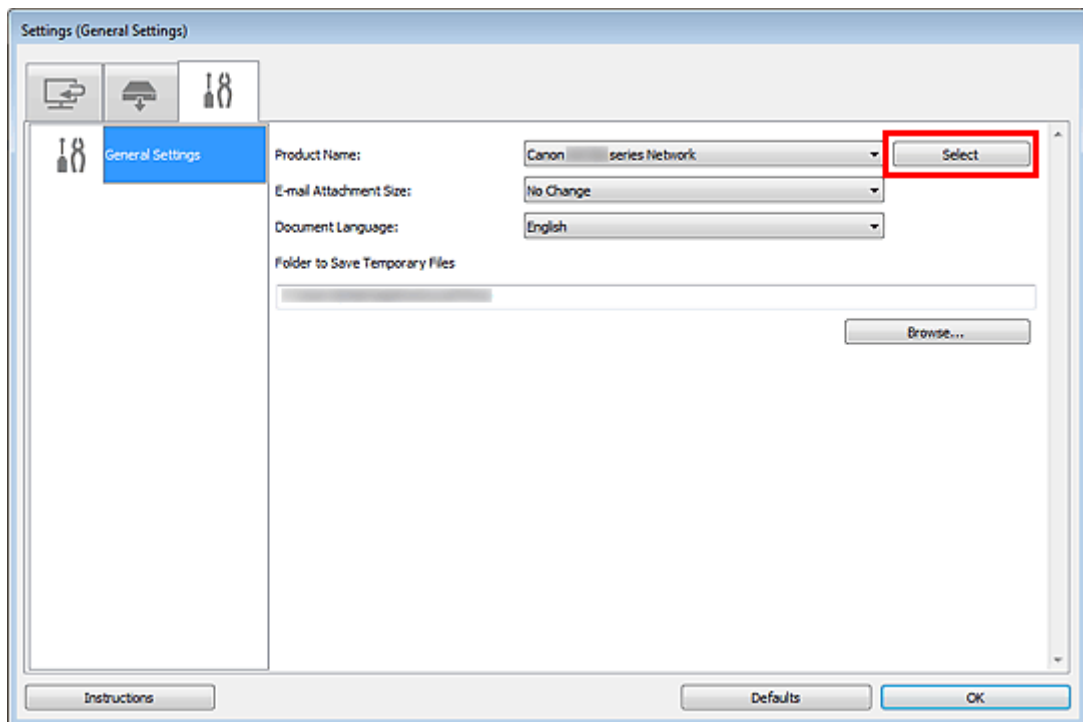 Settings (General Settings)
General Settings
Product Name:
Canon series Network
Select
E-mail Attachment Size:
No Change
Document Language:
English
Folder to Save Temporary Files
Browse...
Instructions
Defaults
OK